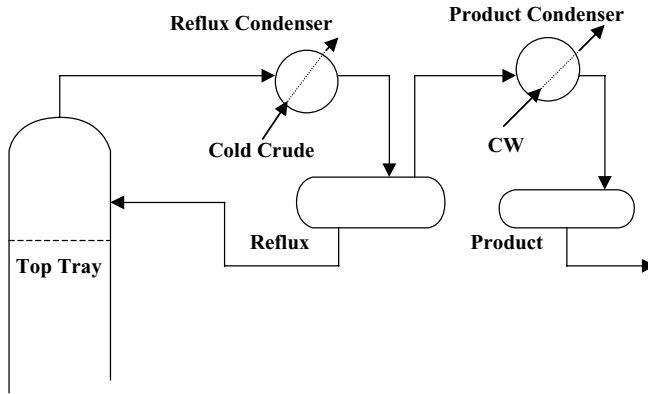 Reflux Condenser
Product Condenser
Cold Crude
CW
Reflux
Product
Top Tray